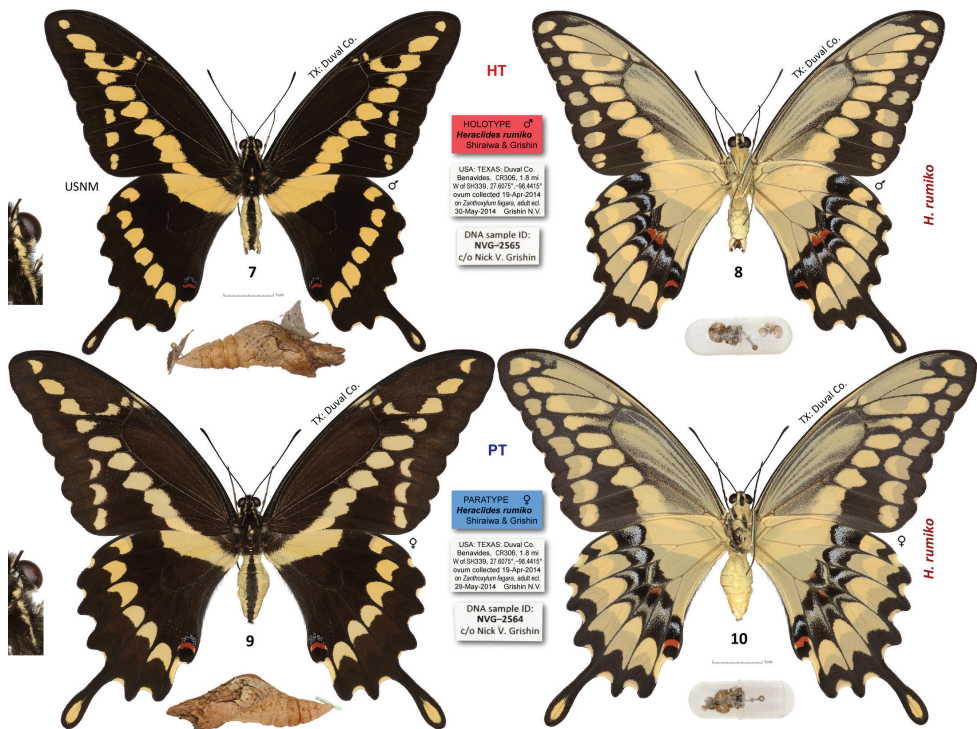 TX: Duval Co.
HT
TX: Duval Co.
HOLOTYPE ♂
Heraclides rumiko
Shiraiwa & Grishin
H. rumiko
USNM
♂
USA: TEXAS: Duval Co.
Benavides, CR306, 1.8 mi
W of SH339, 27.6075°,−98.4415°
ovum collected 19-Apr-2014
on Zanthoxylum fagara, adult ecl.
30-May-2014 Grishin N.V.
♂
DNA sample ID:
NVG–2565
c/o Nick V. Grishin
7
8
1cm
TX: Duval Co.
PT
TX: Duval Co.
PARATYPE ♀
Heraclides rumiko
Shiraiwa & Grishin
H. rumiko
♀
USA: TEXAS: Duval Co.
Benavides, CR306, 1.8 mi
W of SH339, 27.6075°,−98.4415°
ovum collected 19-Apr-2014
on Zanthoxylum fagara, adult ecl.
29-May-2014 Grishin N.V.
♀
DNA sample ID:
NVG–2564
c/o Nick V. Grishin
9
10
1cm